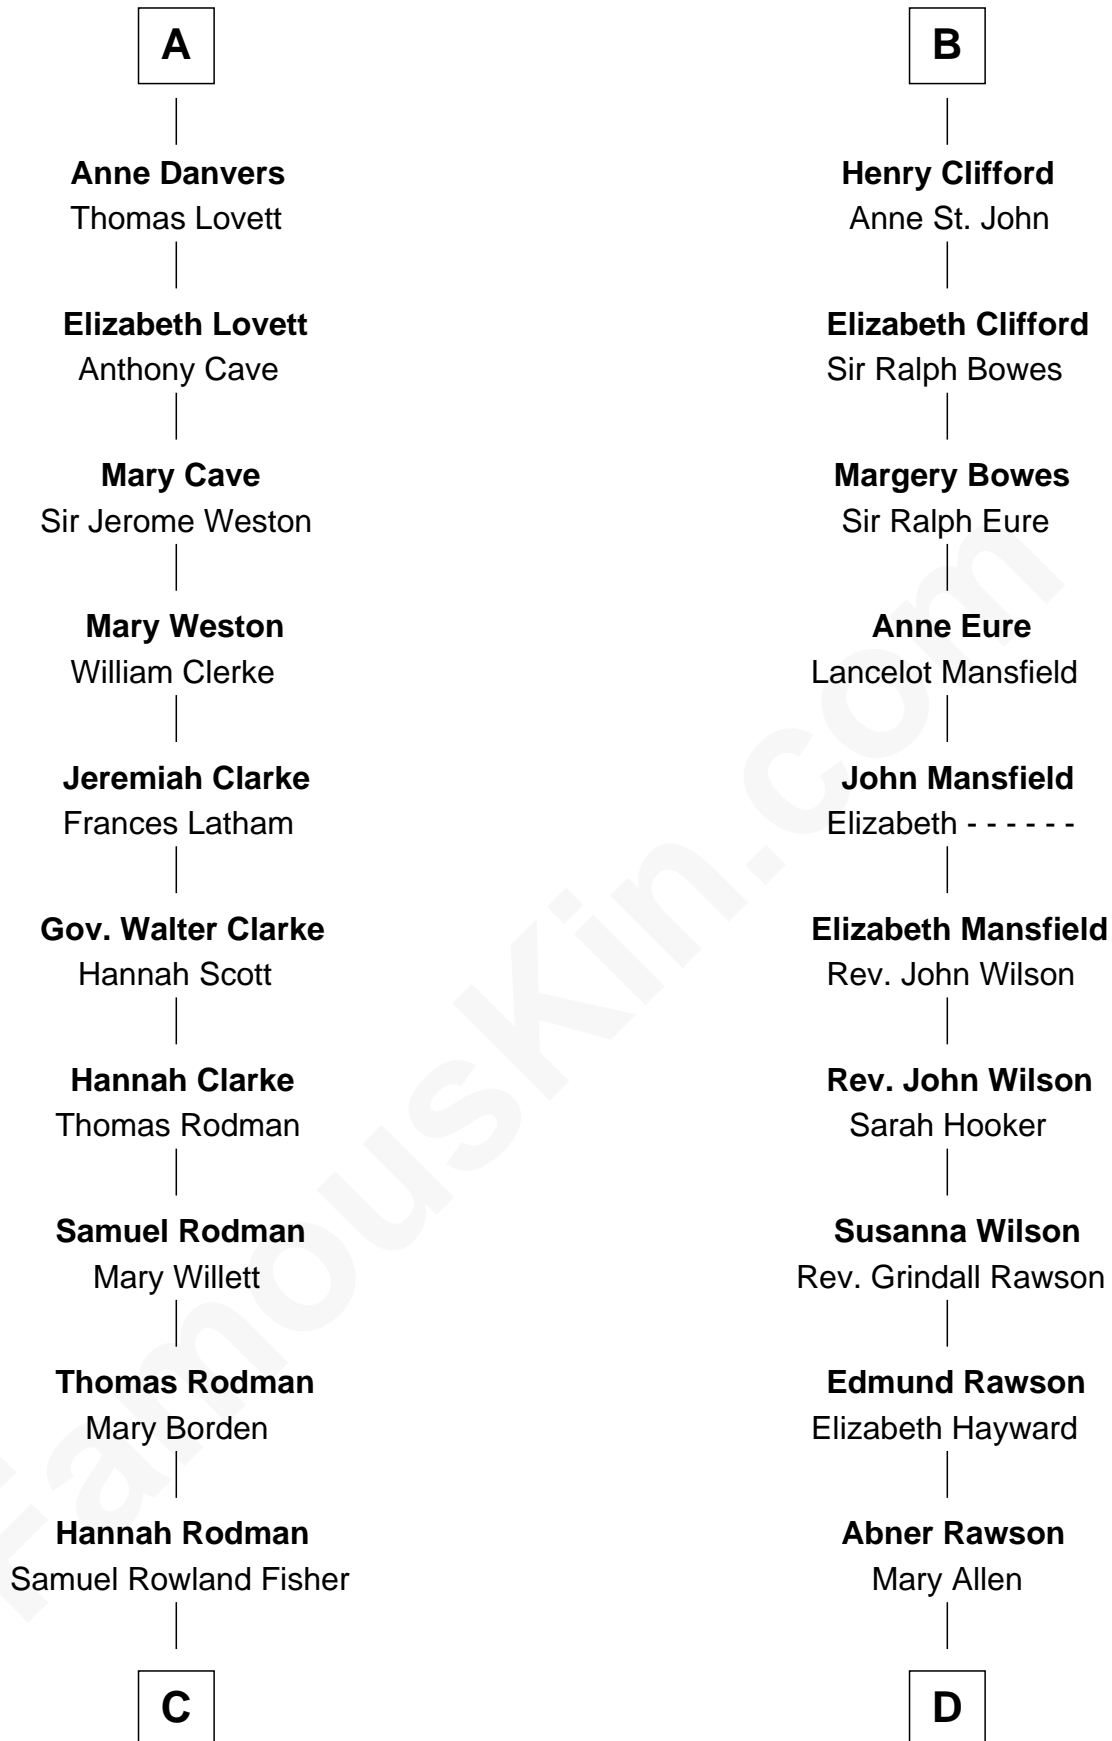 A
Anne Danvers
Thomas Lovett
Elizabeth Lovett
Anthony Cave
Mary Cave
Sir Jerome Weston
Mary Weston
William Clerke
Jeremiah Clarke
Frances Latham
Gov. Walter Clarke
Hannah Scott
Hannah Clarke
Thomas Rodman
Samuel Rodman
Mary Willett
Thomas Rodman
Mary Borden
Hannah Rodman
Samuel Rowland Fisher
C
B
Henry Clifford
Anne St. John
Elizabeth Clifford
Sir Ralph Bowes
Margery Bowes
Sir Ralph Eure
Anne Eure
Lancelot Mansfield
John Mansfield
Elizabeth - - - - - -
Elizabeth Mansfield
Rev. John Wilson
Rev. John Wilson
Sarah Hooker
Susanna Wilson
Rev. Grindall Rawson
Edmund Rawson
Elizabeth Hayward
Abner Rawson
Mary Allen
D
FamousKin.com